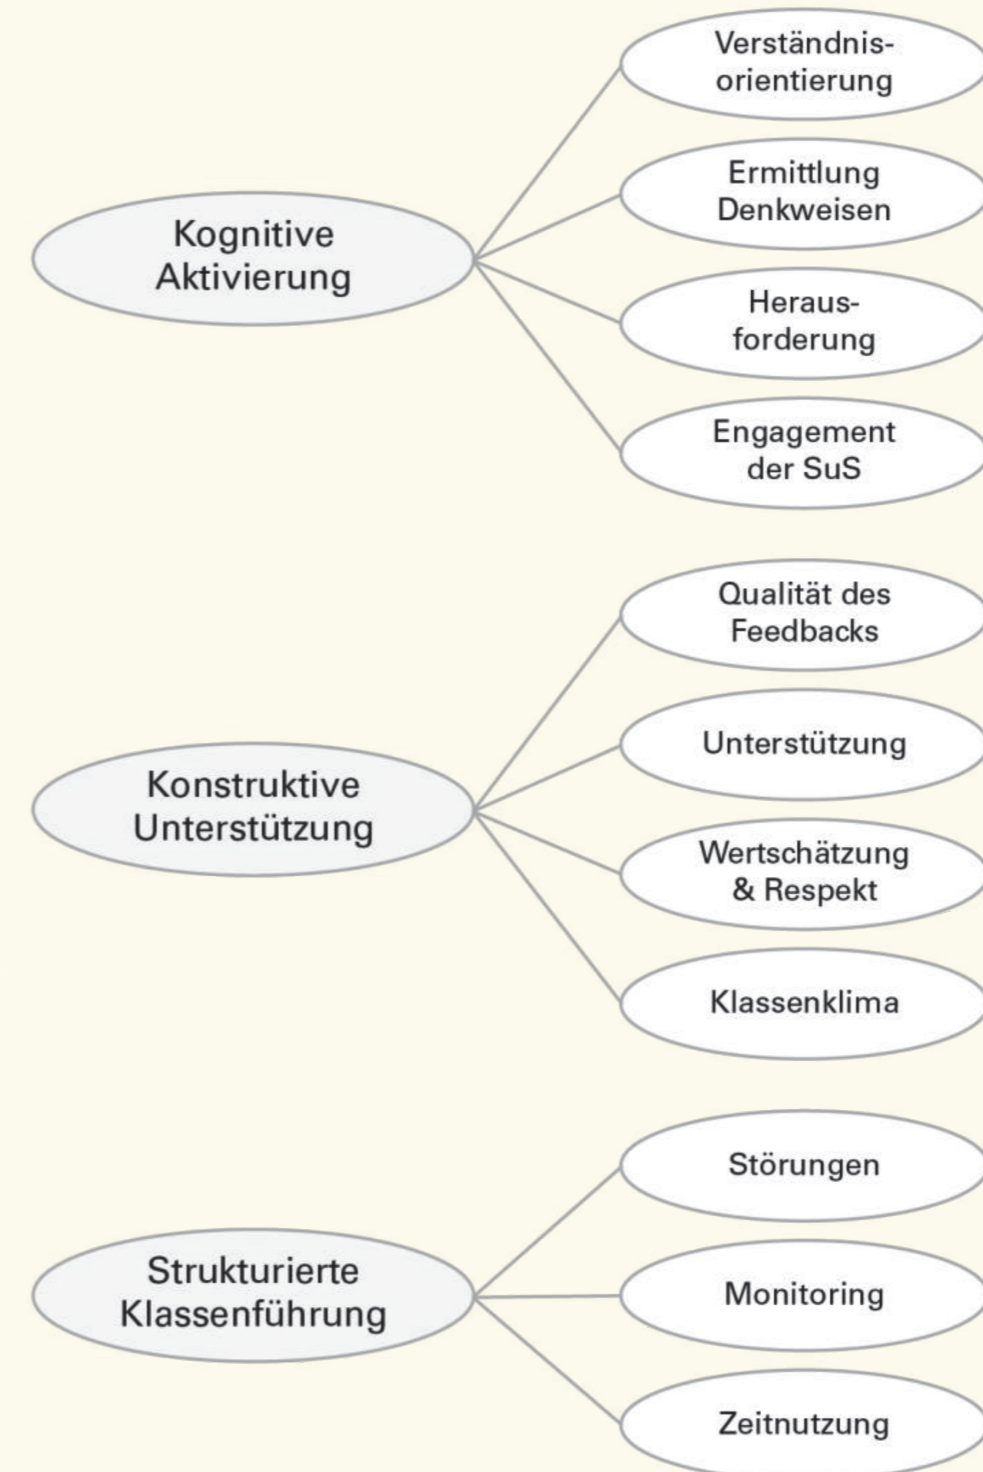 Kognitive
Aktivierung
Verständnis-
orientierung
Ermittlung
Denkweisen
Heraus-
forderung
Engagement
der SuS
Konstruktive
Unterstützung
Qualität des
Feedbacks
Unterstützung
Wertschätzung
& Respekt
Klassenklima
Strukturierte
Klassenführung
Störungen
Monitoring
Zeitnutzung